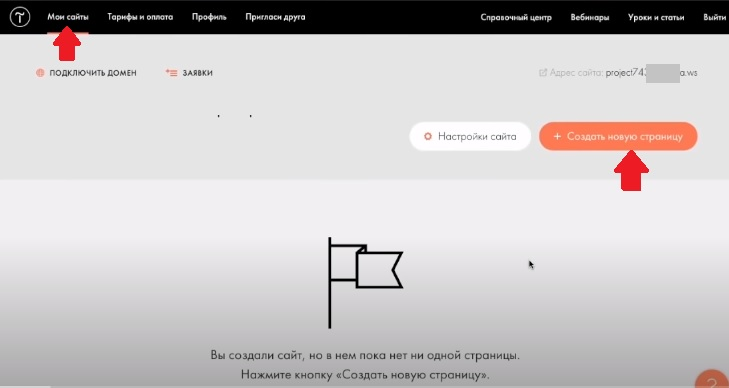 Мои сайты Тарифы и оплата Профиль Пригласи друга Справочный центр Вебинары Уроки и статьи Выйти
ПОДКЛЮЧИТЬ ДОМЕН ЗАЯВКИ Адрес сайта: project74
a.ws
Настройки сайта + Создать новую страницу
Вы создали сайт, но в нем пока нет ни одной страницы.
Нажмите кнопку «Создать новую страницу».
?